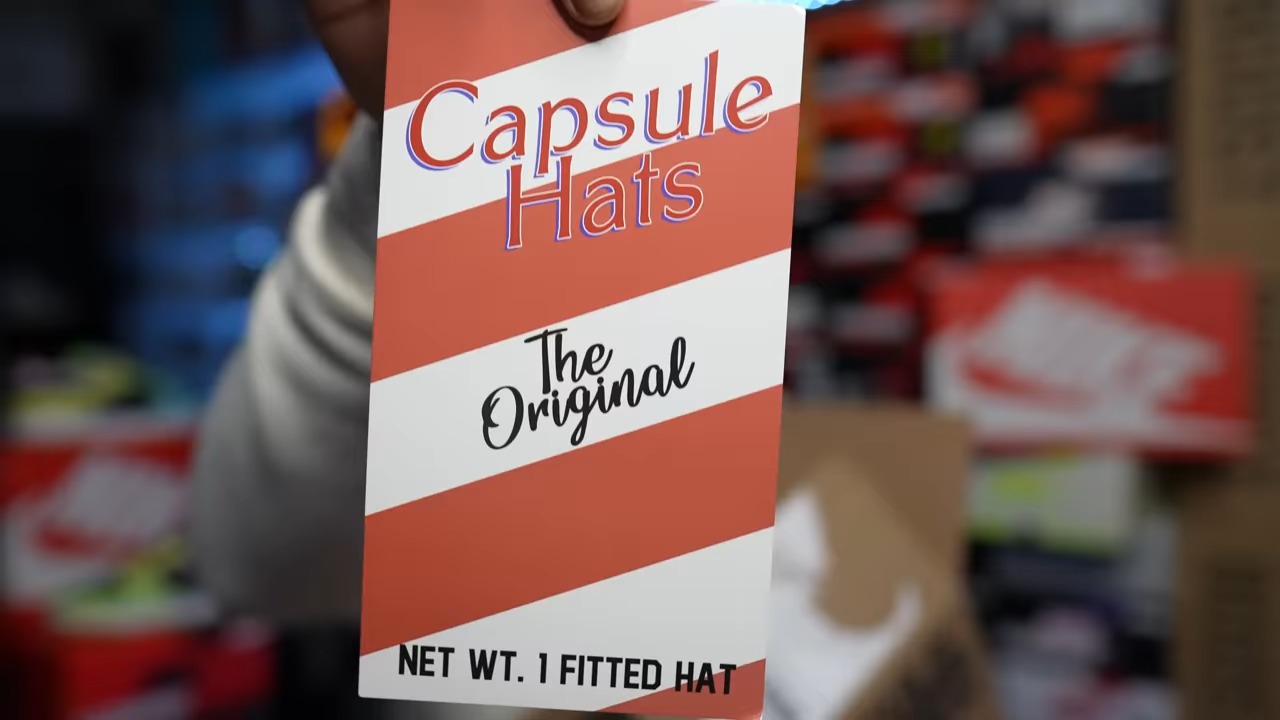 Capsule
Hats
The
Original
NET WT. 1 FITTED HAT